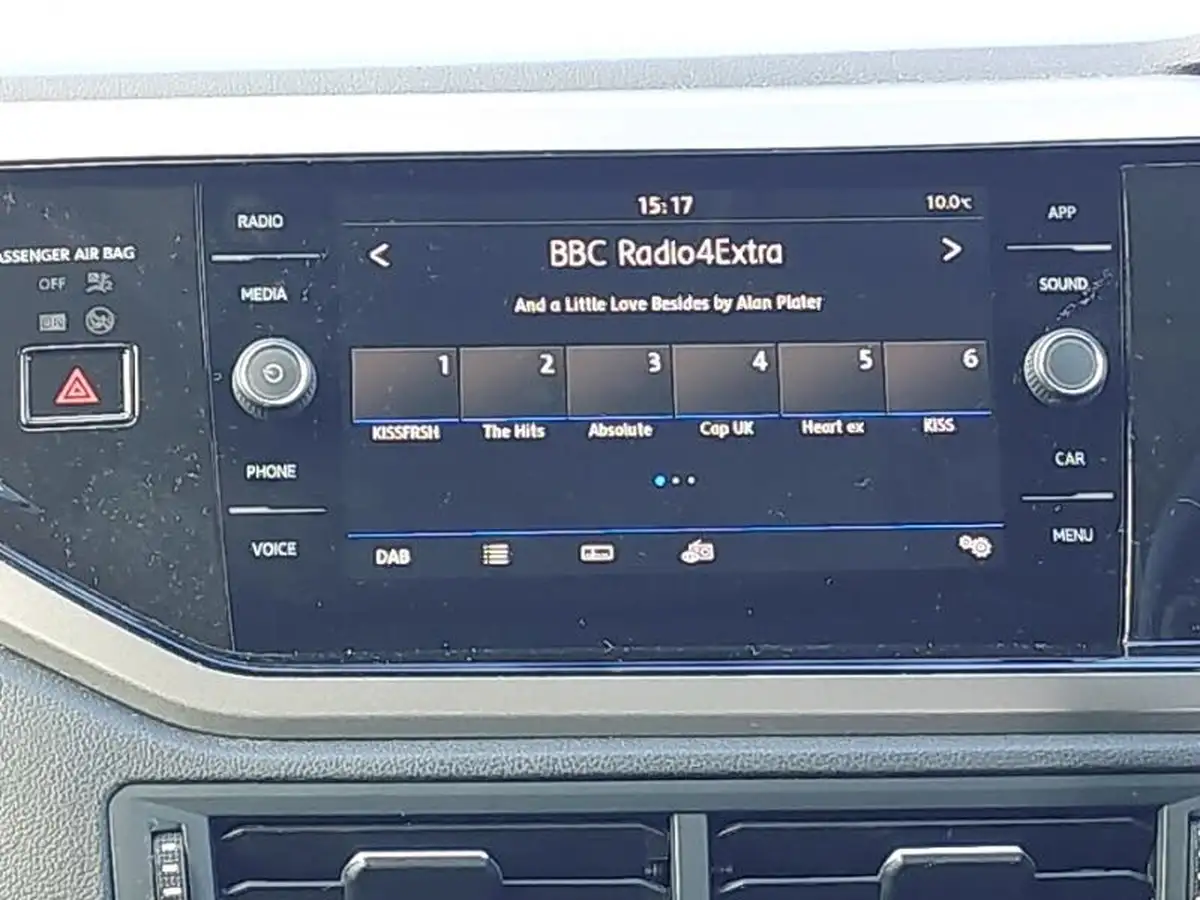 15:17
10.0℃
RADIO
APP
ASSENGER AIR BAG
< BBC Radio4Extra >
OFF
MEDIA
SOUND
And a Little Love Besides by Alan Plater
1 2 3 4 5 6
KISSFRSH The Hits Absolute Cap UK Heart ex KISS
PHONE
CAR
VOICE
MENU
DAB